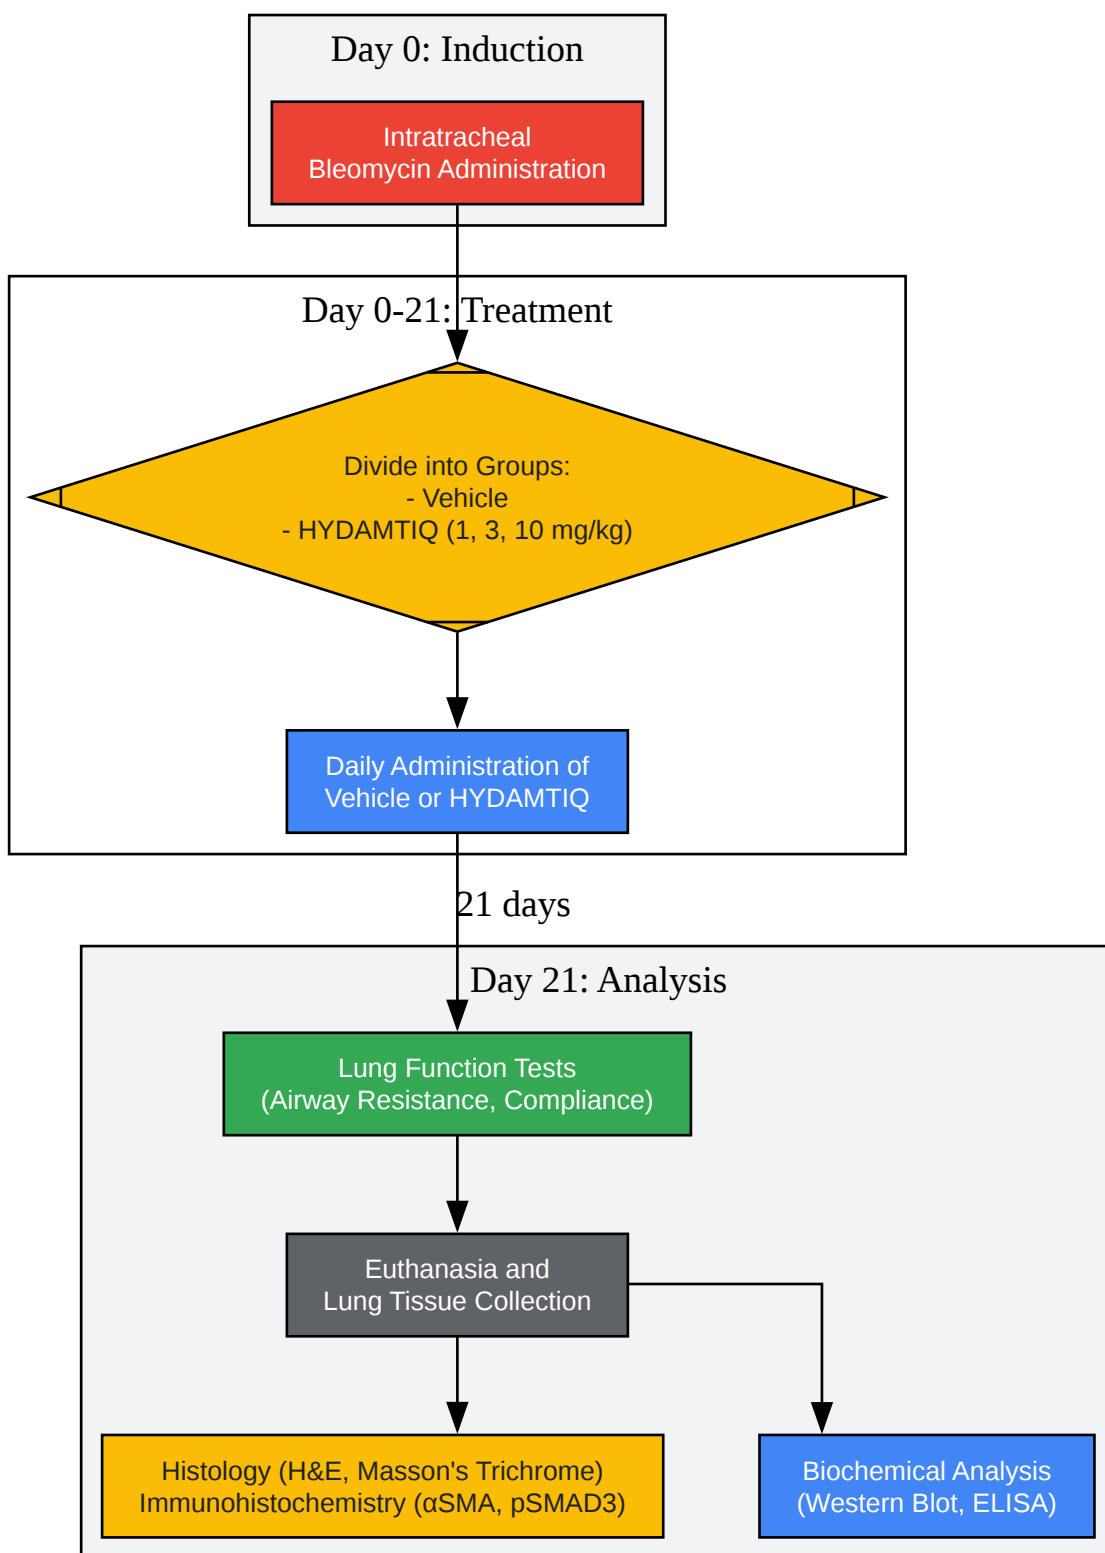 Day 0: Induction
Intratracheal
Bleomycin Administration
Day 0-21: Treatment
Divide into Groups:
- Vehicle
- HYDAMTIQ (1, 3, 10 mg/kg)
Daily Administration of
Vehicle or HYDAMTIQ
21 days
Day 21: Analysis
Lung Function Tests
(Airway Resistance, Compliance)
Euthanasia and
Lung Tissue Collection
Histology (H&E, Masson's Trichrome)
Immunohistochemistry (αSMA, pSMAD3)
Biochemical Analysis
(Western Blot, ELISA)